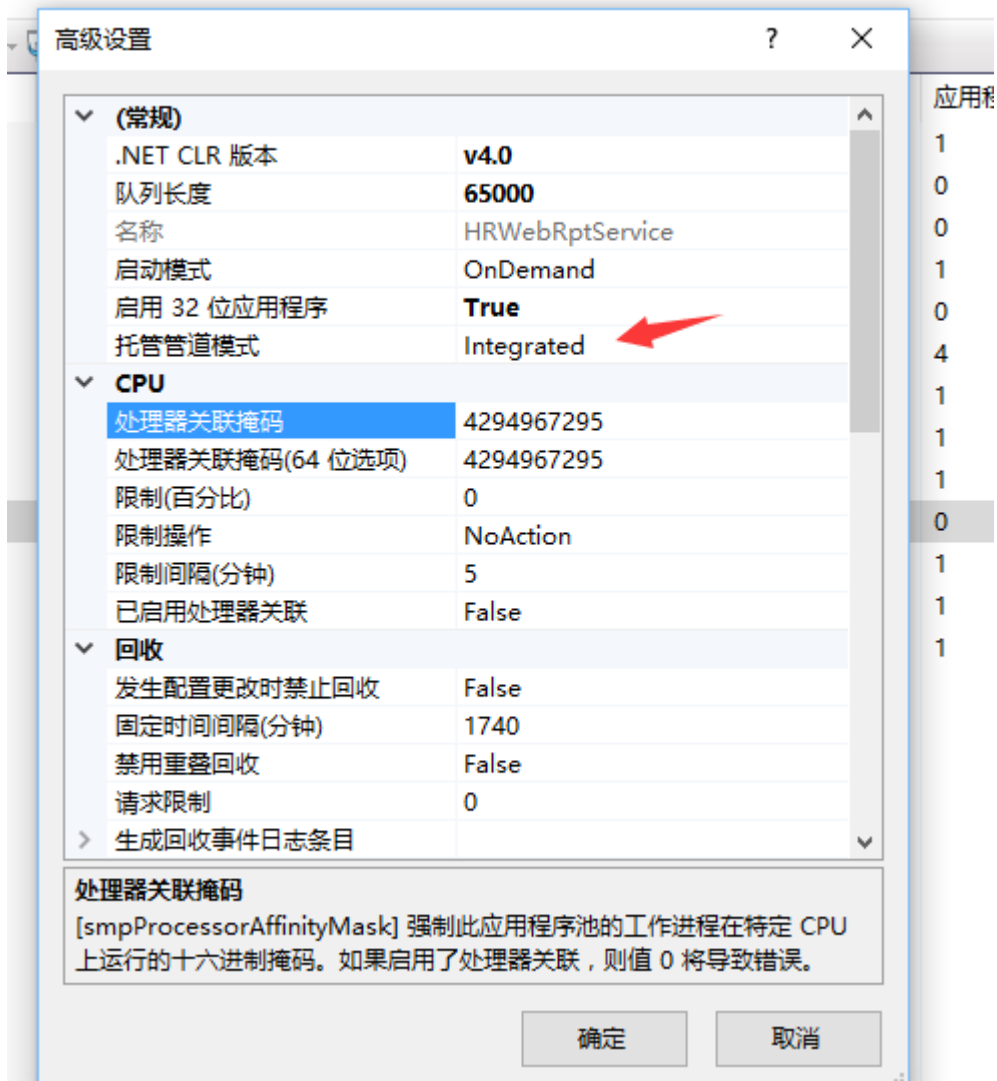 高级设置
?
应用程
(常规)
.NET CLR 版本 v4.0
队列长度 65000
名称 HRWebRptService
启动模式 OnDemand
启用 32 位应用程序 True
托管管道模式 Integrated
CPU
处理器关联掩码 4294967295
处理器关联掩码(64 位选项) 4294967295
限制(百分比) 0
限制操作 NoAction
限制间隔(分钟) 5
已启用处理器关联 False
回收
发生配置更改时禁止回收 False
固定时间间隔(分钟) 1740
禁用重叠回收 False
请求限制 0
生成回收事件日志条目
处理器关联掩码
[smpProcessorAffinityMask] 强制此应用程序池的工作进程在特定 CPU
上运行的十六进制掩码。如果启用了处理器关联，则值 0 将导致错误。
确定 取消
1
0
0
1
0
4
1
1
1
0
1
1
1